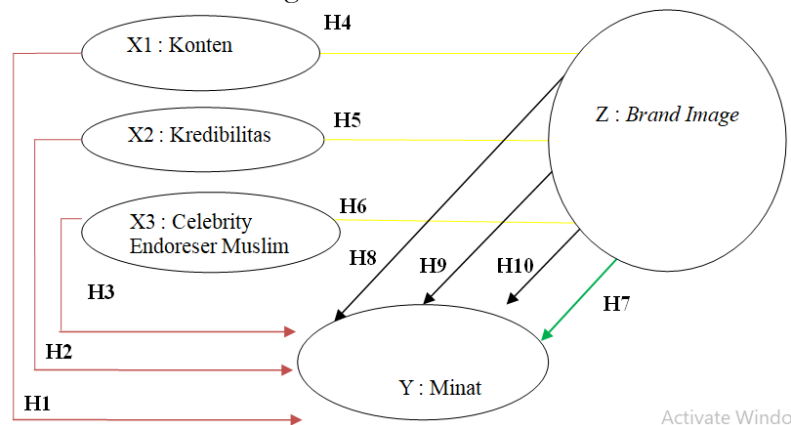 H4
X1 : Konten
Z : Brand Image
H5
X2 : Kredibilitas
H6
X3 : Celebrity
Endoreser Muslim
H8
H9
H10
H3
H7
H2
Y : Minat
H1
Activate Windo